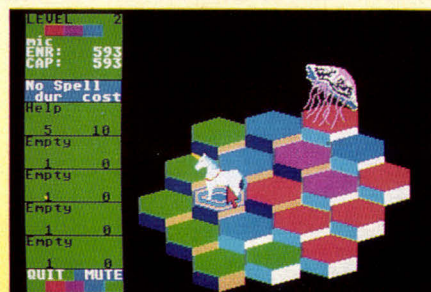 LEVEL 2
mic
ENR: 593
CAP: 593
No Spell
dur cost
Help
5 10
Empty
1 0
Empty
1 0
Empty
1 0
Empty
1 0
QUIT MUTE